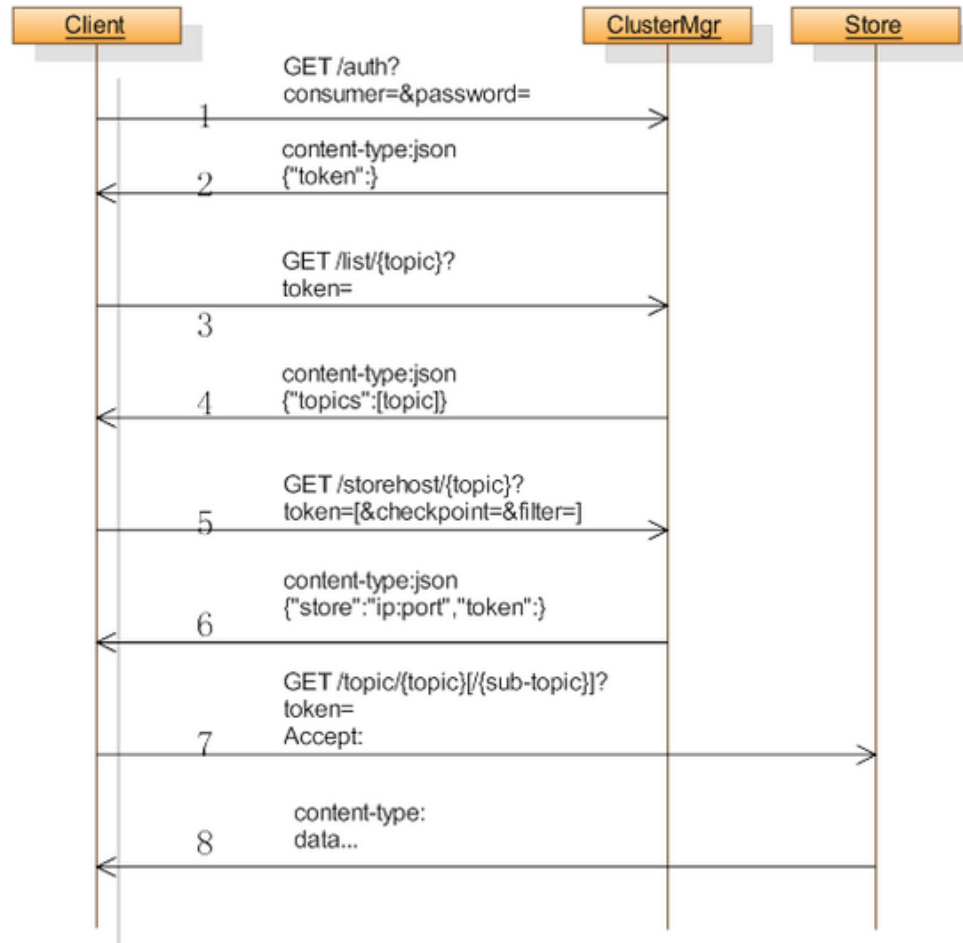 Client
ClusterMgr
Store
GET /auth?
consumer=&password=
1
content-type:json
{"token":}
2
GET /list/{topic}?
token=
3
content-type:json
{"topics":[topic]}
4
GET /storehost/{topic}?
token=[&checkpoint=&filter=]
5
content-type:json
{"store":"ip:port","token":}
6
GET /topic/{topic}[/{sub-topic}]?
token=
Accept:
7
content-type:
data...
8